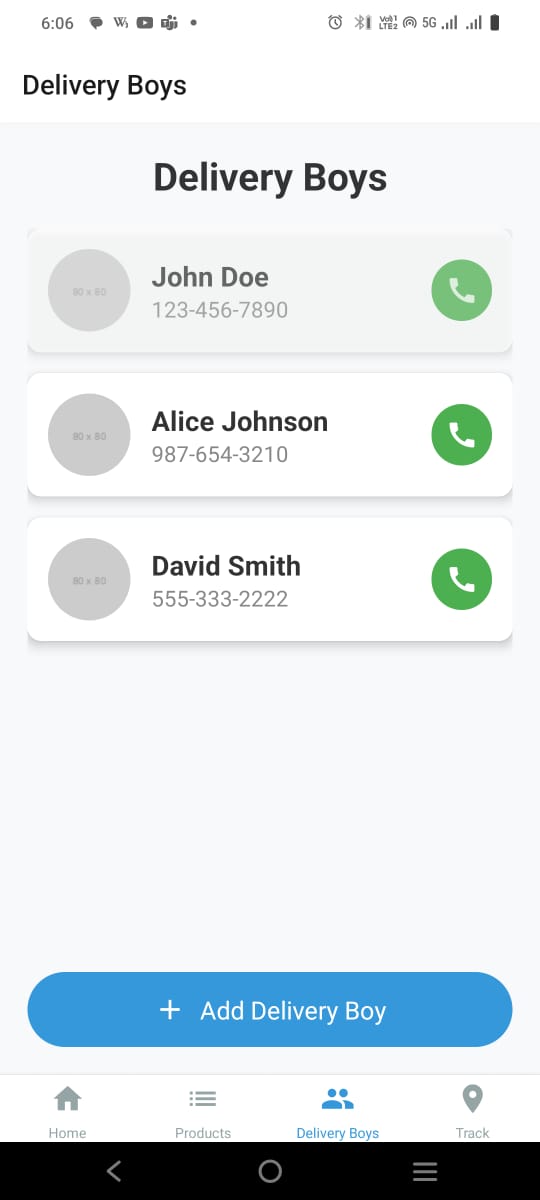 6:06
5G
Delivery Boys
Delivery Boys
80 x 80
John Doe
123-456-7890
80 x 80
Alice Johnson
987-654-3210
80 x 80
David Smith
555-333-2222
+ Add Delivery Boy
Home Products Delivery Boys Track